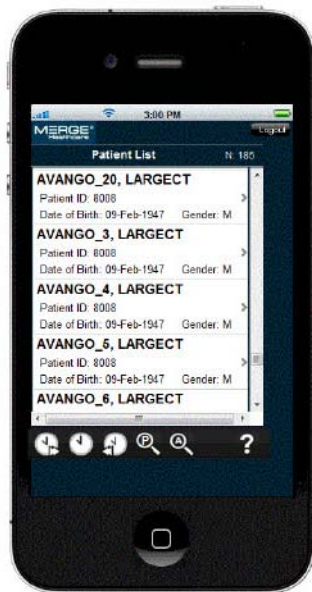 3:00 PM
MERGE
Healthcare
Logout
Patient List N: 185
AVANGO_20, LARGECT
Patient ID: 8008
Date of Birth: 09-Feb-1947 Gender: M
AVANGO_3, LARGECT
Patient ID: 8008
Date of Birth: 09-Feb-1947 Gender: M
AVANGO_4, LARGECT
Patient ID: 8008
Date of Birth: 09-Feb-1947 Gender: M
AVANGO_5, LARGECT
Patient ID: 8008
Date of Birth: 09-Feb-1947 Gender: M
AVANGO_6, LARGECT
P A ?